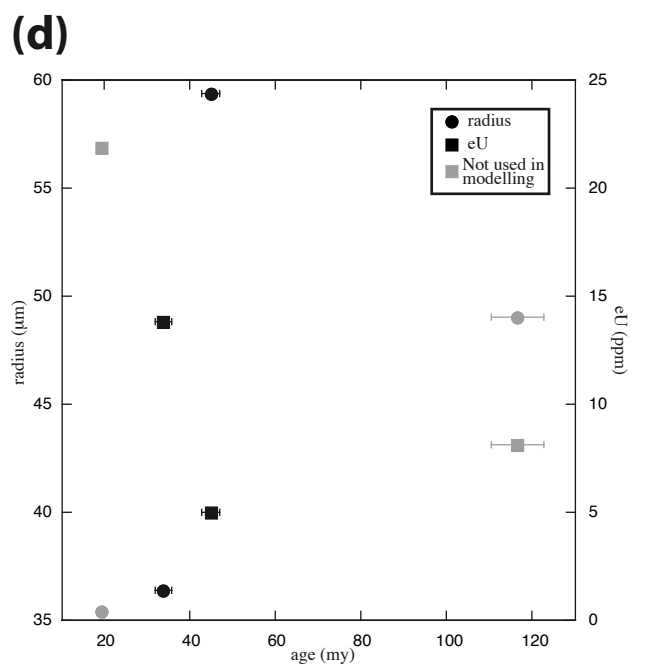 (d)
60
55
50
45
40
35
radius (μm)
25
20
15
10
5
0
eU (ppm)
radius
eU
Not used in
modelling
20
40
60
80
100
120
age (my)